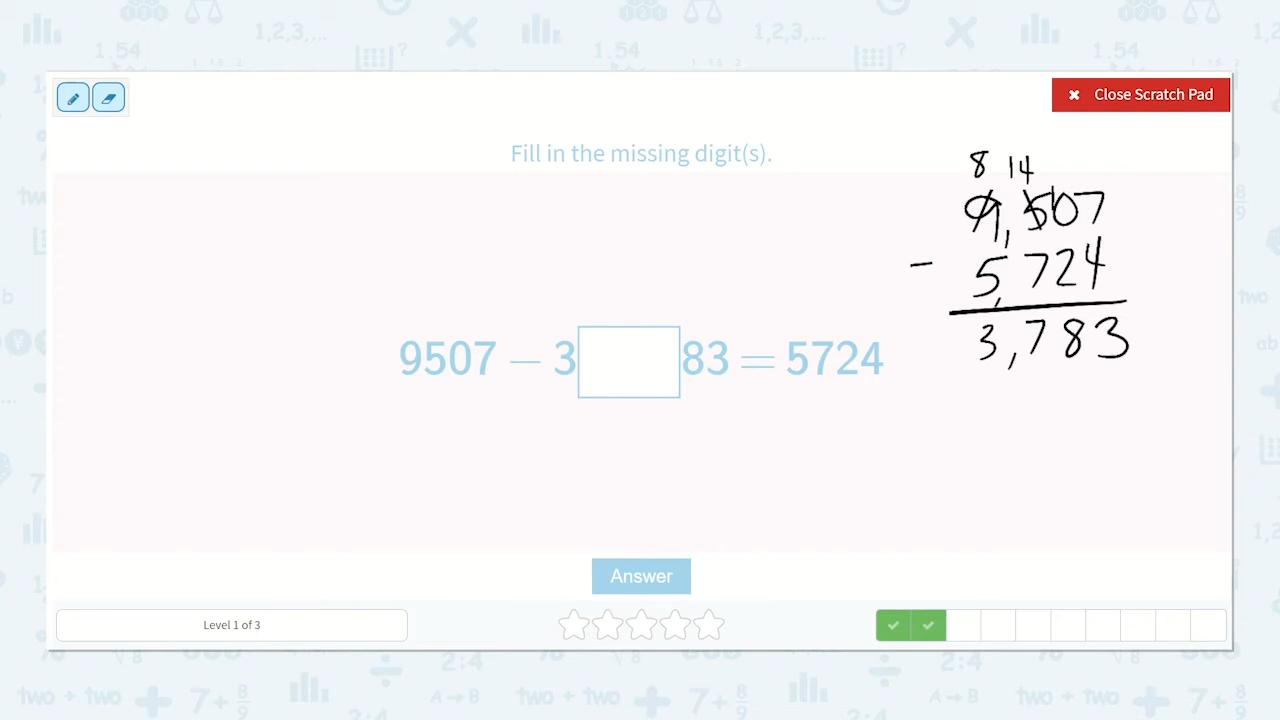 Close Scratch Pad
Fill in the missing digit(s).
8 14
9,507
- 5,724
3,783
9507 − 3 83 = 5724
Answer
Level 1 of 3